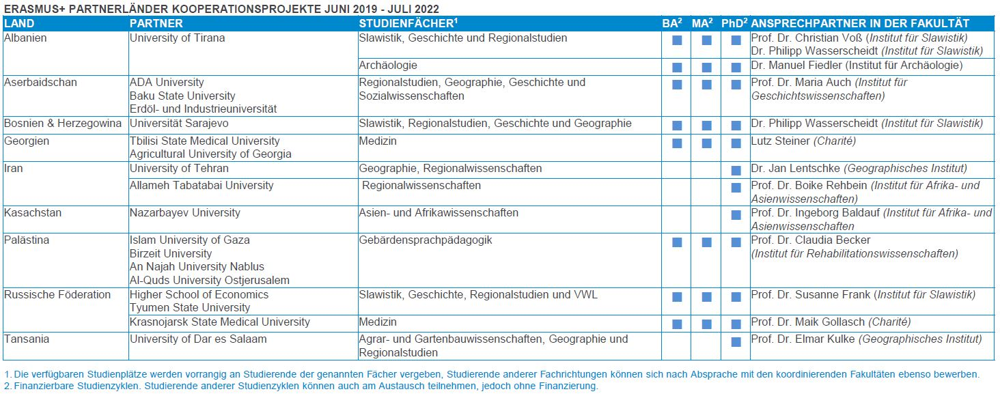 ERASMUS+ PARTNERLÄNDER KOOPERATIONSPROJEKTE JUNI 2019 - JULI 2022
LAND PARTNER STUDIENFÄCHER1 BA2 MA2 PhD2 ANSPRECHPARTNER IN DER FAKULTÄT
Albanien University of Tirana Slawistik, Geschichte und Regionalstudien ■ ■ ■ Prof. Dr. Christian Voß (Institut für Slawistik)
Dr. Philipp Wasserscheidt (Institut für Slawistik)
Archäologie ■ ■ ■ Dr. Manuel Fiedler (Institut für Archäologie)
Aserbaidschan ADA University Regionalstudien, Geographie, Geschichte und ■ ■ ■ Prof. Dr. Maria Auch (Institut für
Baku State University Sozialwissenschaften Geschichtswissenschaften)
Erdöl- und Industrieuniversität
Bosnien & Herzegowina Universität Sarajevo Slawistik, Regionalstudien, Geschichte und Geographie ■ ■ ■ Dr. Philipp Wasserscheidt (Institut für Slawistik)
Georgien Tbilisi State Medical University Medizin ■ ■ ■ Lutz Steiner (Charité)
Agricultural University of Georgia
Iran University of Tehran Geographie, Regionalwissenschaften ■ Dr. Jan Lentschke (Geographisches Institut)
Allameh Tabatabai University Regionalwissenschaften ■ Prof. Dr. Boike Rehbein (Institut für Afrika- und
Asienwissenschaften)
Kasachstan Nazarbayev University Asien- und Afrikawissenschaften ■ Prof. Dr. Ingeborg Baldauf (Institut für Afrika- und
Asienwissenschaften
Palästina Islam University of Gaza Gebärdensprachpädagogik ■ ■ ■ Prof. Dr. Claudia Becker
Birzeit University (Institut für Rehabilitationswissenschaften)
An Najah University Nablus
Al-Quds University Ostjerusalem
Russische Föderation Higher School of Economics Slawistik, Geschichte, Regionalstudien und VWL ■ ■ ■ Prof. Dr. Susanne Frank (Institut für Slawistik)
Tyumen State University
Krasnojarsk State Medical University Medizin ■ ■ ■ Prof. Dr. Maik Gollasch (Charité)
Tansania University of Dar es Salaam Agrar- und Gartenbauwissenschaften, Geographie und ■ Prof. Dr. Elmar Kulke (Geographisches Institut)
Regionalstudien
1. Die verfügbaren Studienplätze werden vorrangig an Studierende der genannten Fächer vergeben, Studierende anderer Fachrichtungen können sich nach Absprache mit den koordinierenden Fakultäten ebenso bewerben.
2. Finanzierbare Studienzyklen. Studierende anderer Studienzyklen können auch am Austausch teilnehmen, jedoch ohne Finanzierung.